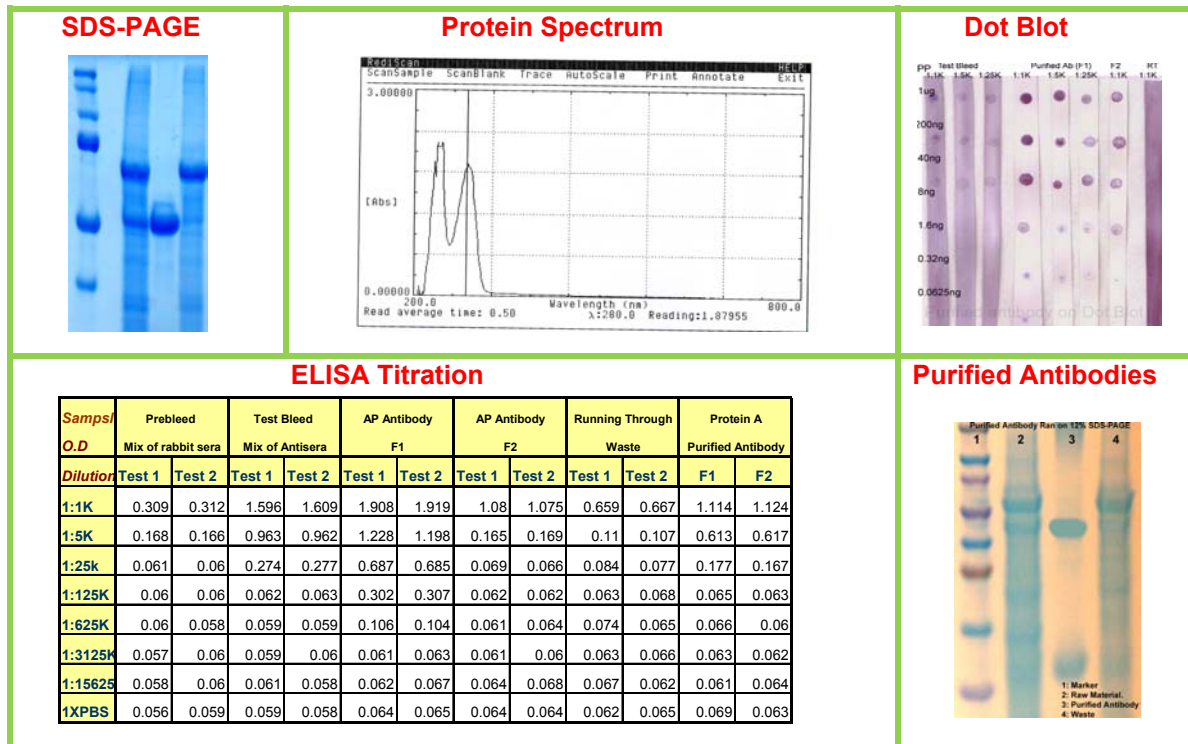 SDS-PAGE
Protein Spectrum
RediScan HELP
ScanSample ScanBlank Trace AutoScale Print Annotate Exit
3.00000
[Abs]
0.00000
200.0 Wavelength (nm) 800.0
Read average time: 0.50 λ:280.0 Reading:1.87955
Dot Blot
PP Test Bleed Purified Ab (F1) F2 RT
1:1K 1:5K 1:25K 1:1K 1:5K 1:25K 1:1K 1:1K
1ug
200ng
40ng
8ng
1.6ng
0.32ng
0.0625ng
Purified antibody on Dot Blot
ELISA Titration
Sampsl Prebleed Test Bleed AP Antibody AP Antibody Running Through Protein A
O.D Mix of rabbit sera Mix of Antisera F1 F2 Waste Purified Antibody
Dilution Test 1 Test 2 Test 1 Test 2 Test 1 Test 2 Test 1 Test 2 Test 1 Test 2 F1 F2
1:1K 0.309 0.312 1.596 1.609 1.908 1.919 1.08 1.075 0.659 0.667 1.114 1.124
1:5K 0.168 0.166 0.963 0.962 1.228 1.198 0.165 0.169 0.11 0.107 0.613 0.617
1:25k 0.061 0.06 0.274 0.277 0.687 0.685 0.069 0.066 0.084 0.077 0.177 0.167
1:125K 0.06 0.06 0.062 0.063 0.302 0.307 0.062 0.062 0.063 0.068 0.065 0.063
1:625K 0.06 0.058 0.059 0.059 0.106 0.104 0.061 0.064 0.074 0.065 0.066 0.06
1:3125K 0.057 0.06 0.059 0.06 0.061 0.063 0.061 0.06 0.063 0.066 0.063 0.062
1:15625 0.058 0.06 0.061 0.058 0.062 0.067 0.064 0.068 0.067 0.062 0.061 0.064
1XPBS 0.056 0.059 0.059 0.058 0.064 0.065 0.064 0.064 0.062 0.065 0.069 0.063
Purified Antibodies
Purified Antibody Ran on 12% SDS-PAGE
1 2 3 4
1: Marker
2: Raw Material.
3: Purified Antibody
4: Waste